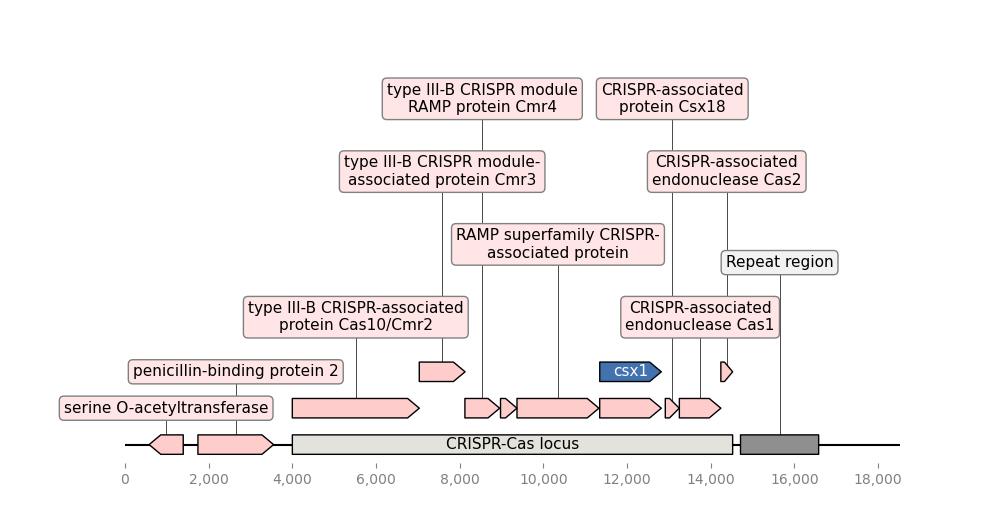 type III-B CRISPR module
RAMP protein Cmr4
CRISPR-associated
protein Csx18
type III-B CRISPR module-
associated protein Cmr3
CRISPR-associated
endonuclease Cas2
RAMP superfamily CRISPR-
associated protein
Repeat region
type III-B CRISPR-associated
protein Cas10/Cmr2
CRISPR-associated
endonuclease Cas1
penicillin-binding protein 2
csx1
serine O-acetyltransferase
CRISPR-Cas locus
0 2,000 4,000 6,000 8,000 10,000 12,000 14,000 16,000 18,000